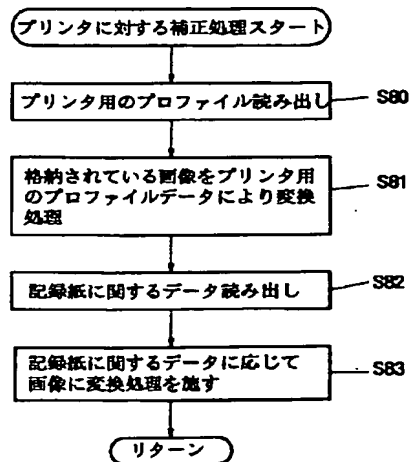 プリンタに対する補正処理スタート
プリンタ用のプロファイル読み出し
S80
格納されている画像をプリンタ用
のプロファイルデータにより変換
処理
S81
記録紙に関するデータ読み出し
S82
記録紙に関するデータに応じて
画像に変換処理を施す
S83
リターン